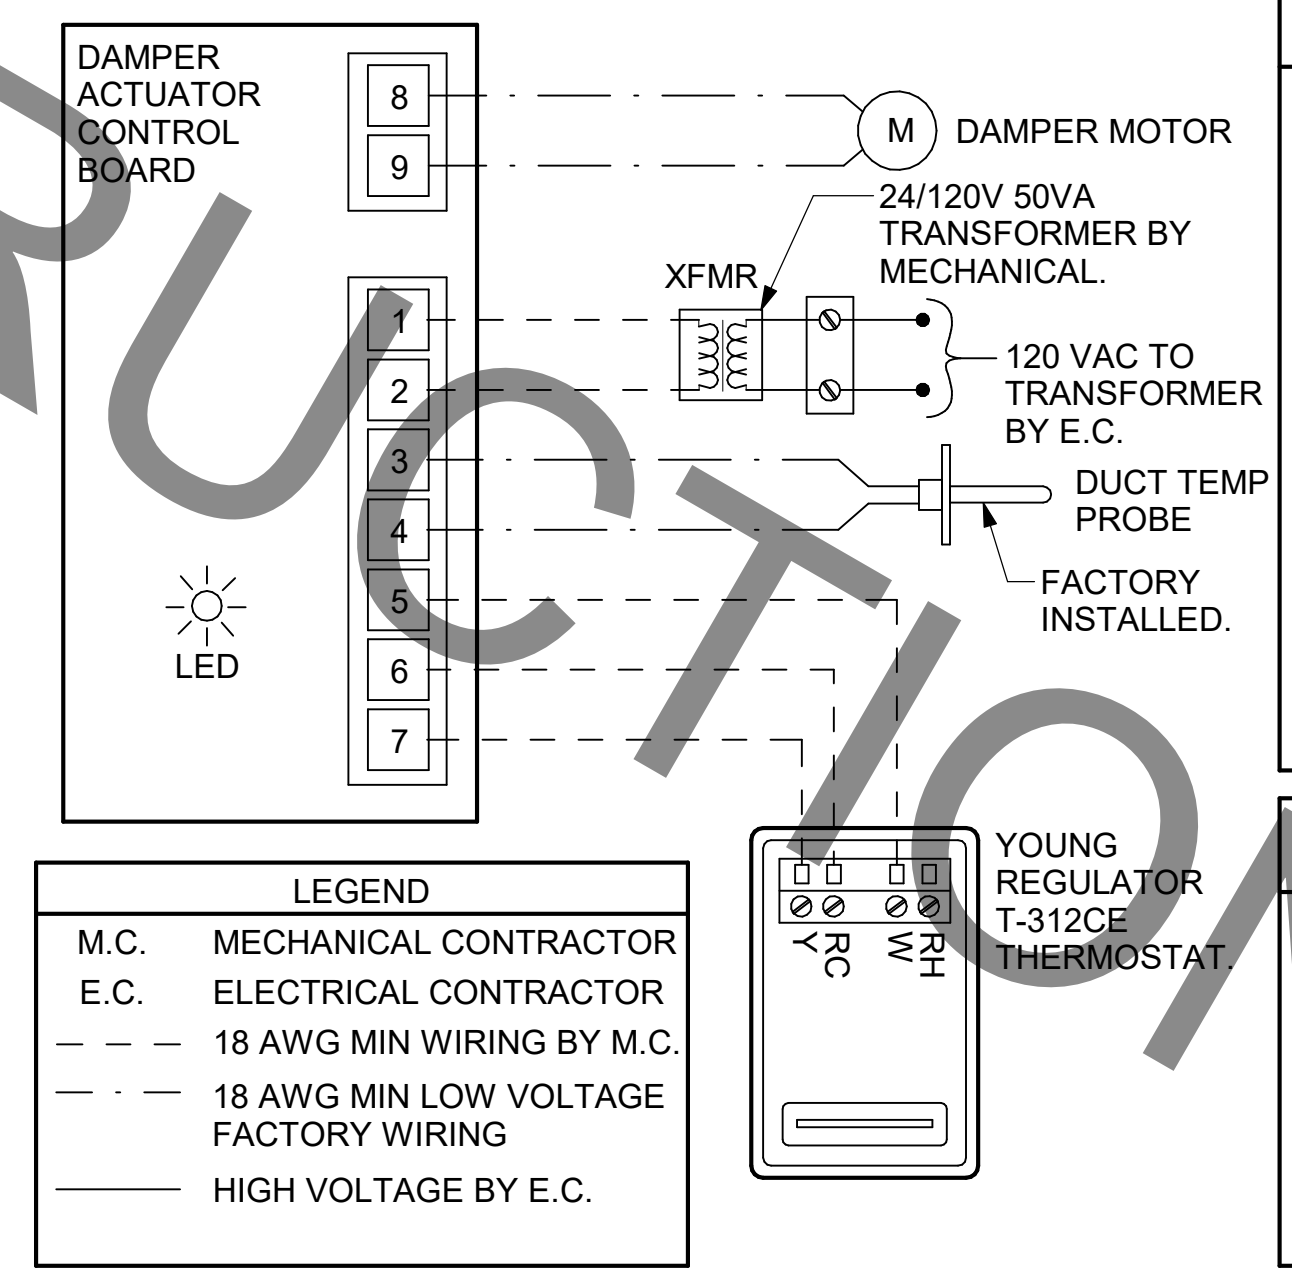 DAMPER
ACTUATOR
CONTROL
BOARD
8
9
M
DAMPER MOTOR
24/120V 50VA
TRANSFORMER BY
MECHANICAL.
XFMR
1
2
3
4
5
6
7
120 VAC TO
TRANSFORMER
BY E.C.
DUCT TEMP
PROBE
FACTORY
INSTALLED.
LED
YOUNG
REGULATOR
T-312CE
THERMOSTAT.
Y
RC
W
RH
LEGEND
M.C. MECHANICAL CONTRACTOR
E.C. ELECTRICAL CONTRACTOR
18 AWG MIN WIRING BY M.C.
18 AWG MIN LOW VOLTAGE
FACTORY WIRING
HIGH VOLTAGE BY E.C.
RUCTION